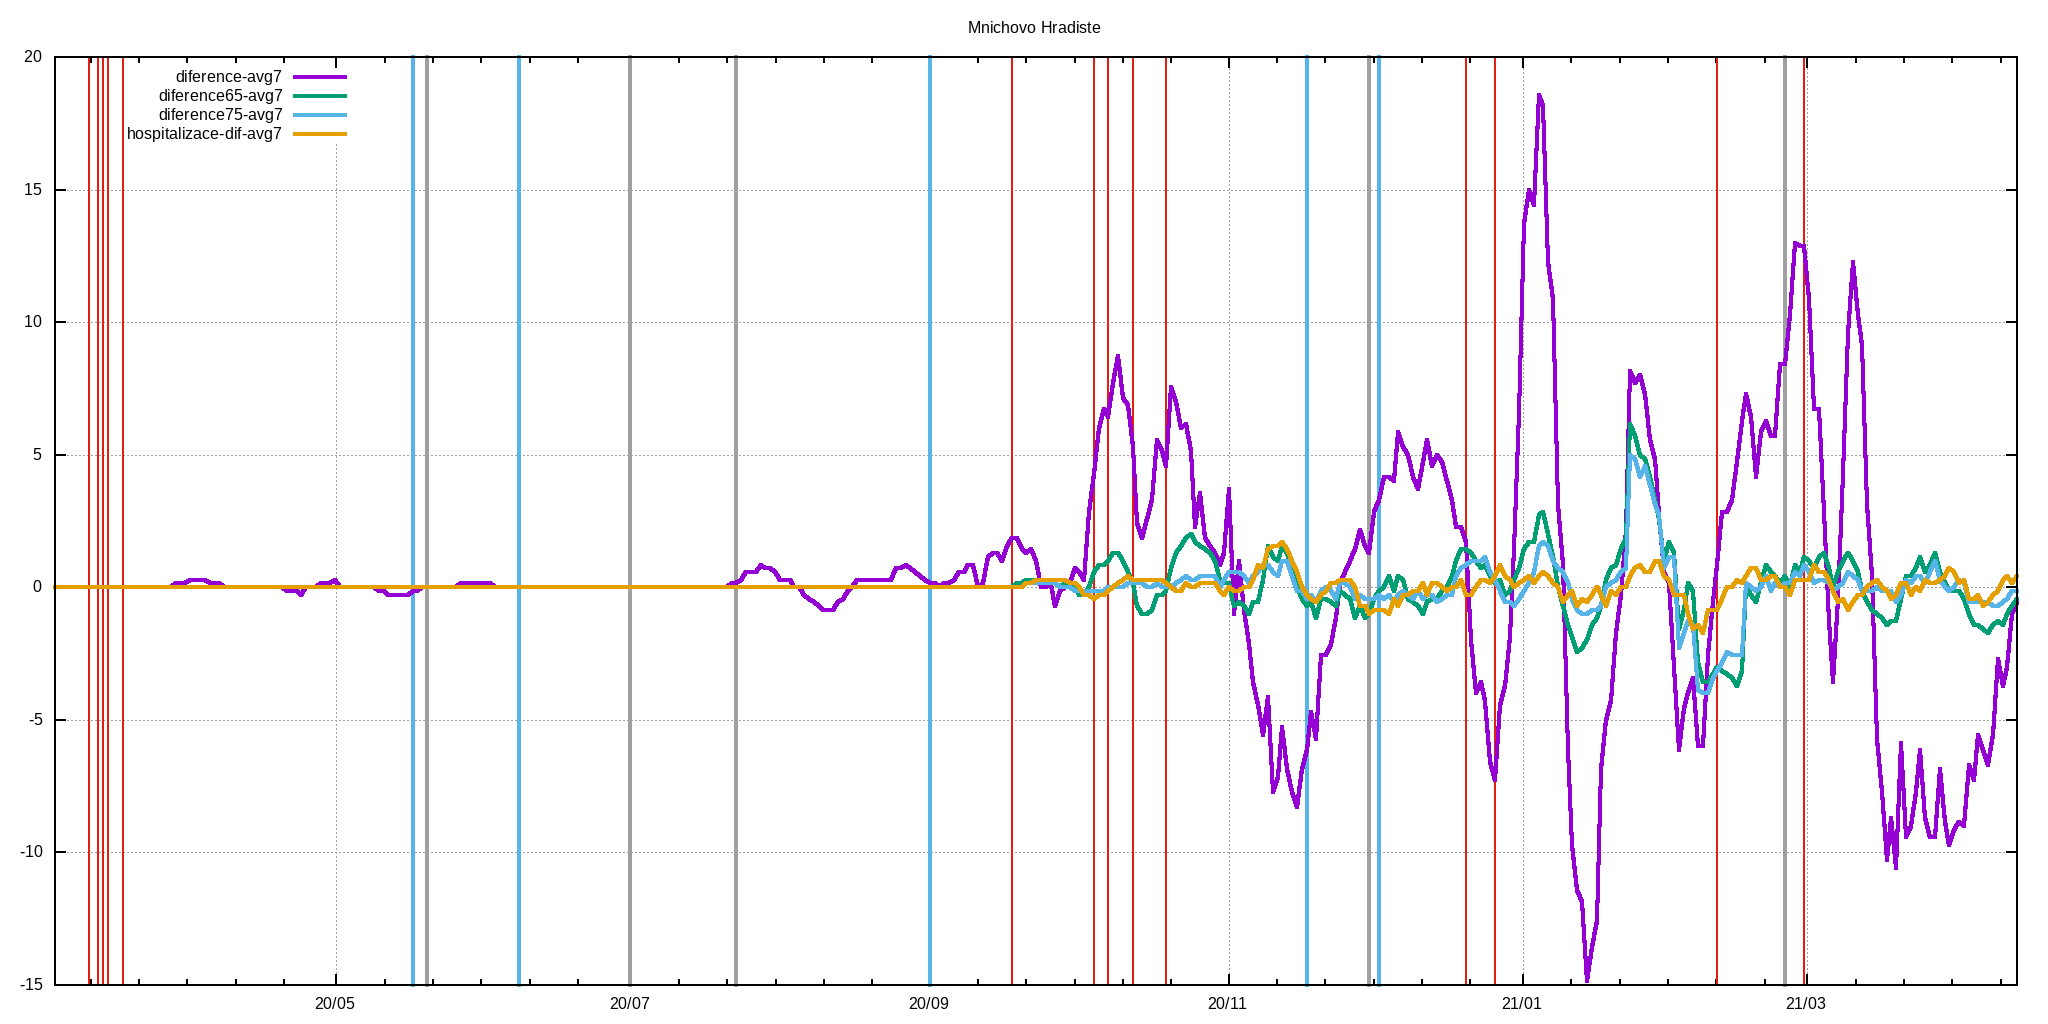 Mnichovo Hradiste
20
15
10
5
0
-5
-10
-15
diference-avg7
diference65-avg7
diference75-avg7
hospitalizace-dif-avg7
20/05
20/07
20/09
20/11
21/01
21/03